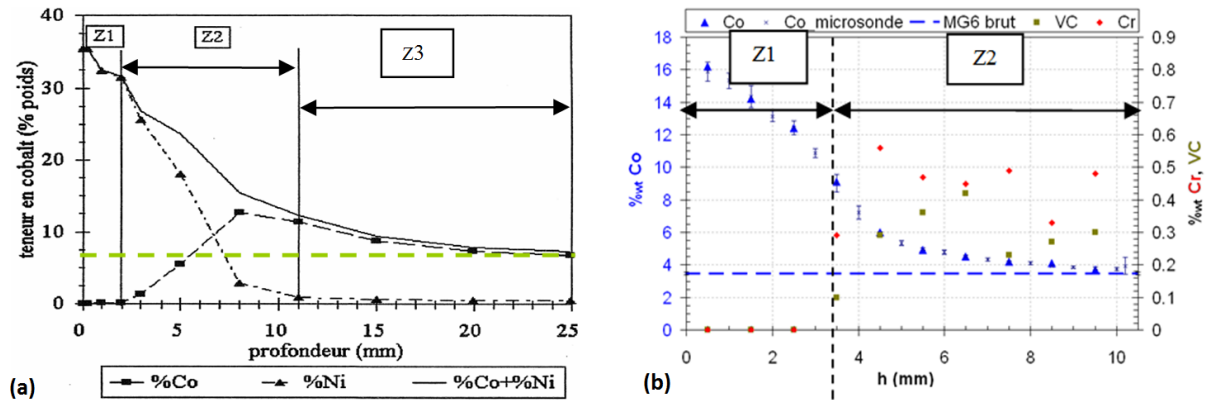 40
30
20
10
0
teneur en cobalt (% poids)
Z1
Z2
Z3
0
5
10
15
20
25
profondeur (mm)
%Co
%Ni
%Co+%Ni
(a)
Co
Co_microsonde
MG6 brut
VC
Cr
18
16
14
12
10
8
6
4
2
0
%wt Co
Z1
Z2
0.9
0.8
0.7
0.6
0.5
0.4
0.3
0.2
0.1
0
%wt Cr, VC
0
2
4
6
8
10
h (mm)
(b)